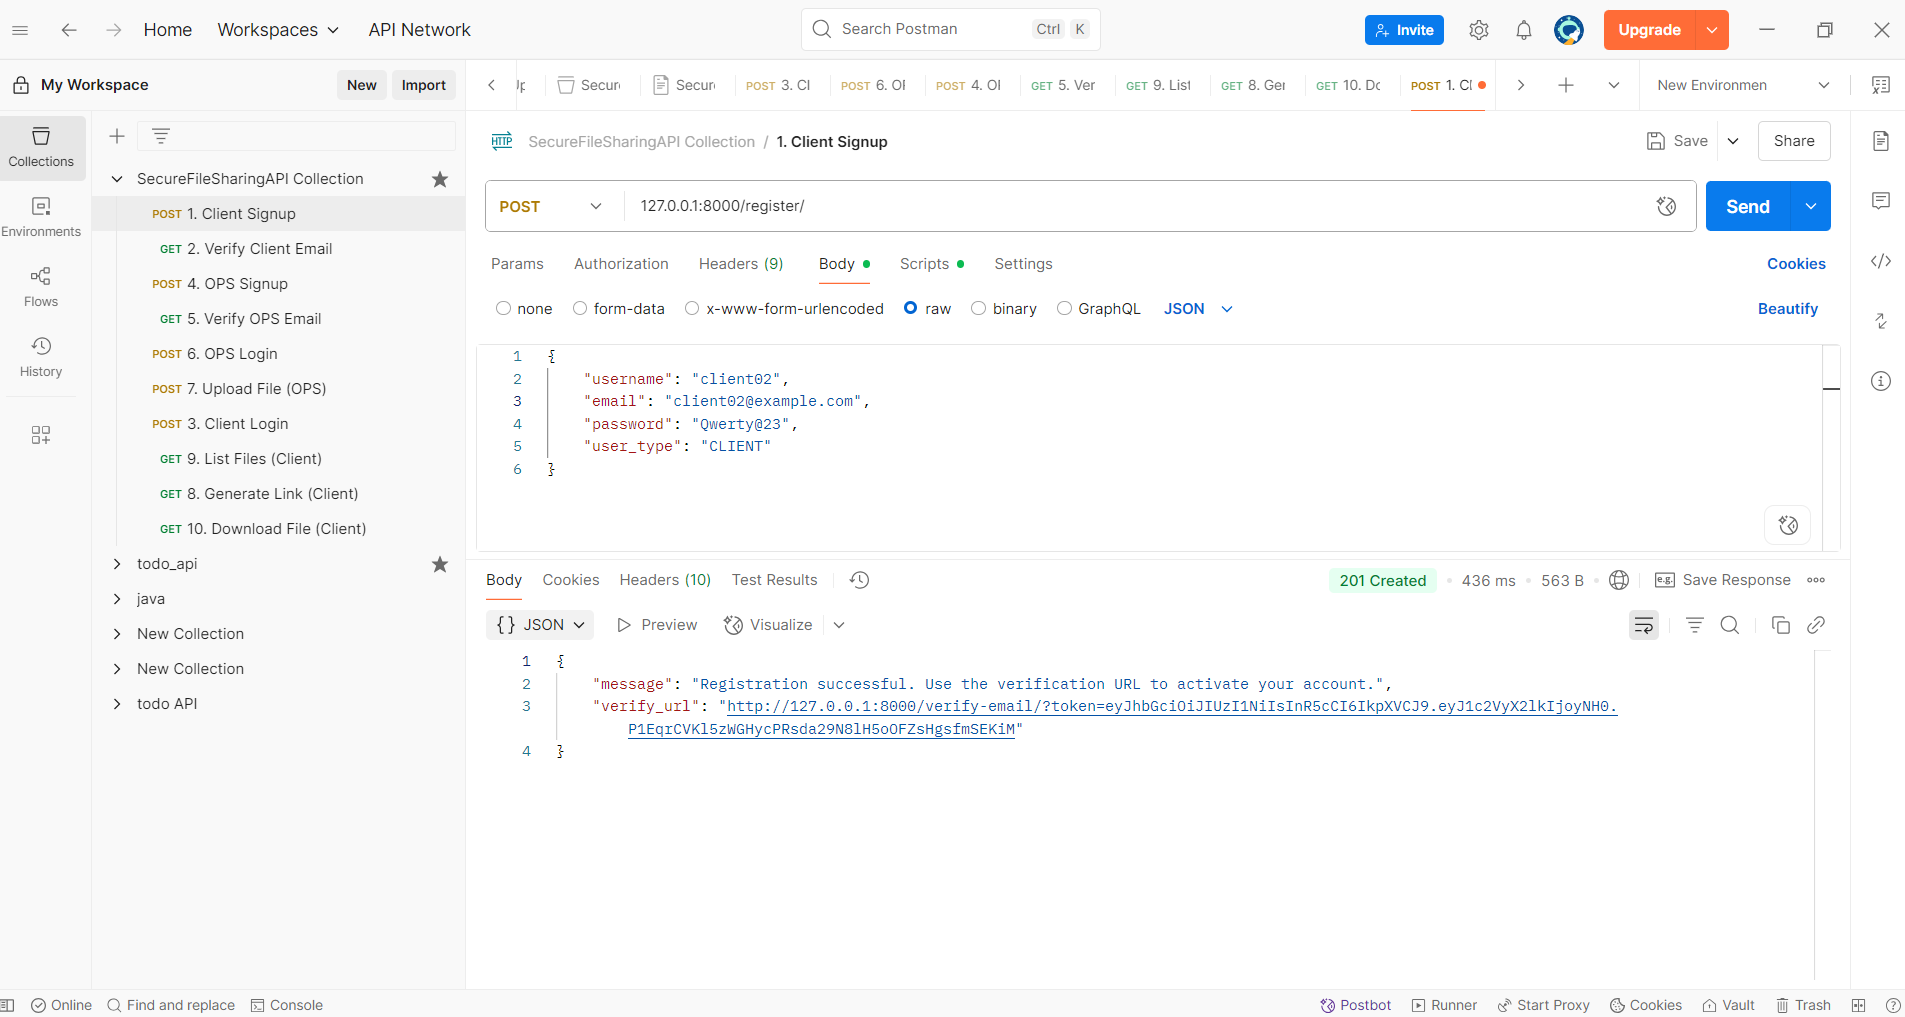 Home
Workspaces
API Network
Search Postman
Ctrl K
Invite
Upgrade
My Workspace
New
Import
Secur
Secur
POST 3. Cl
POST 6. OF
POST 4. OF
GET 5. Ver
GET 9. List
GET 8. Ger
GET 10. Do
POST 1. Cl
New Environmen
Collections
Environments
Flows
History
SecureFileSharingAPI Collection
POST 1. Client Signup
GET 2. Verify Client Email
POST 4. OPS Signup
GET 5. Verify OPS Email
POST 6. OPS Login
POST 7. Upload File (OPS)
POST 3. Client Login
GET 9. List Files (Client)
GET 8. Generate Link (Client)
GET 10. Download File (Client)
todo_api
java
New Collection
New Collection
todo API
HTTP SecureFileSharingAPI Collection / 1. Client Signup
Save
Share
POST
127.0.0.1:8000/register/
Send
Params
Authorization
Headers (9)
Body
Scripts
Settings
Cookies
none
form-data
x-www-form-urlencoded
raw
binary
GraphQL
JSON
Beautify
1 {
2 "username": "client02",
3 "email": "client02@example.com",
4 "password": "Qwerty@23",
5 "user_type": "CLIENT"
6 }
Body
Cookies
Headers (10)
Test Results
201 Created
436 ms
563 B
e.g. Save Response
{} JSON
Preview
Visualize
1 {
2 "message": "Registration successful. Use the verification URL to activate your account.",
3 "verify_url": "http://127.0.0.1:8000/verify-email/?token=eyJhbGciOiJIUzI1NiIsInR5cCI6IkpXVCJ9.eyJ1c2VyX2lkIjoyNH0.
P1EqrCVKl5zWGHycPRsda29N8lH5oOFZsHgsfmSEKiM"
4 }
Online
Find and replace
Console
Postbot
Runner
Start Proxy
Cookies
Vault
Trash